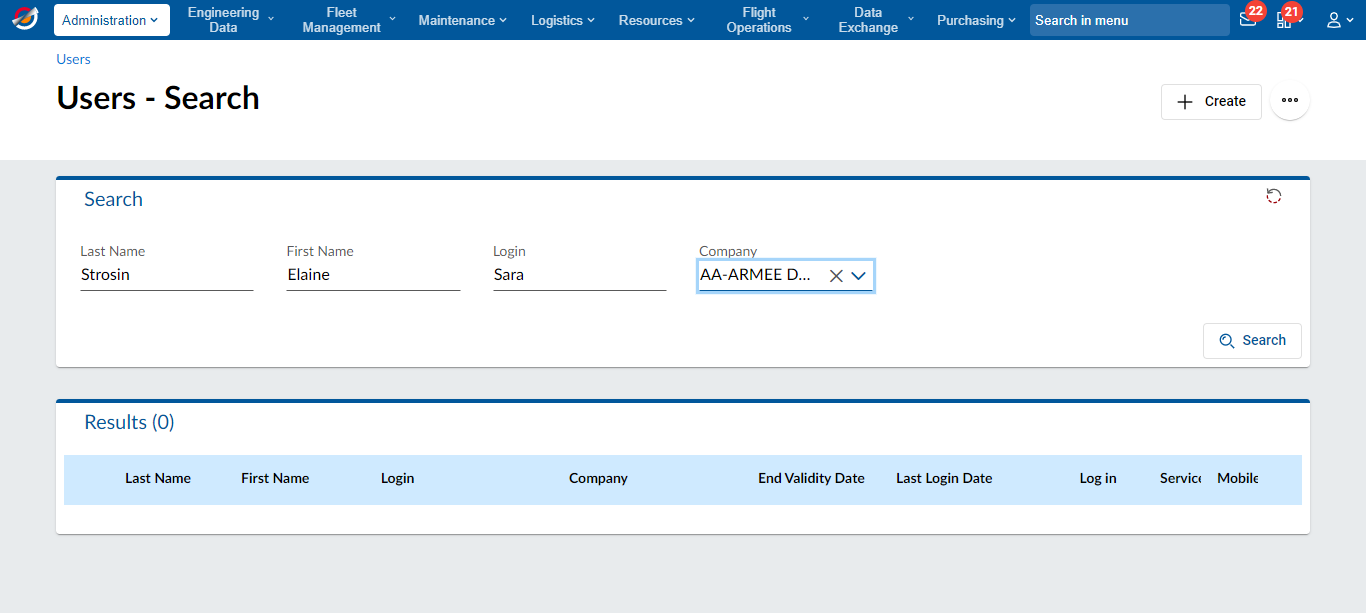 Administration
Engineering Data
Fleet Management
Maintenance
Logistics
Resources
Flight Operations
Data Exchange
Purchasing
Search in menu
22
21
Users
Users - Search
Create
Search
Last Name
First Name
Login
Company
Strosin
Elaine
Sara
AA-ARMEE D...
Search
Results (0)
Last Name First Name Login Company End Validity Date Last Login Date Log in Service Mobile